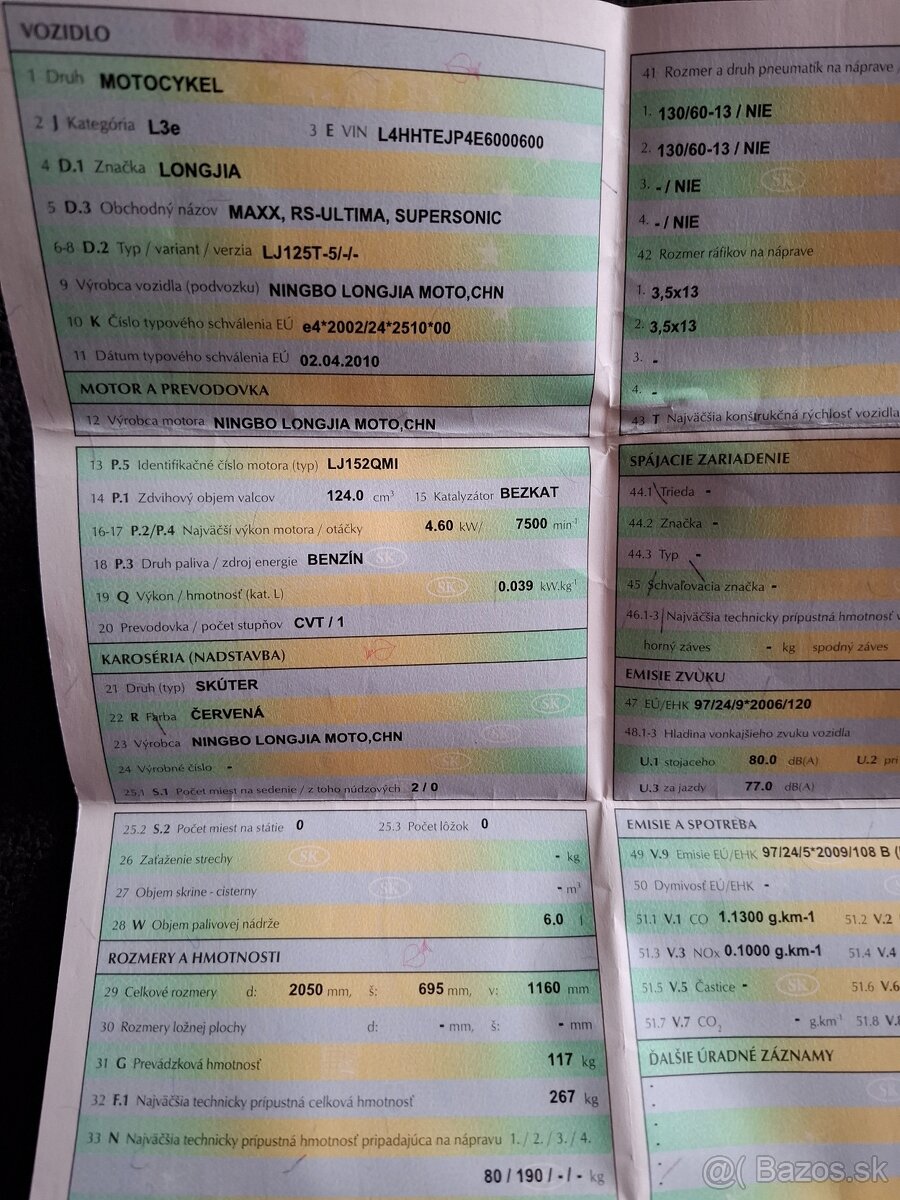 VOZIDLO
1 Druh MOTOCYKEL
2 J Kategória L3e 3 E VIN L4HHTEJP4E6000600
4 D.1 Značka LONGJIA
5 D.3 Obchodný názov MAXX, RS-ULTIMA, SUPERSONIC
6-8 D.2 Typ / variant / verzia LJ125T-5/-/-
9 Výrobca vozidla (podvozku) NINGBO LONGJIA MOTO,CHN
10 K Číslo typového schválenia EÚ e4*2002/24*2510*00
11 Dátum typového schválenia EÚ 02.04.2010
MOTOR A PREVODOVKA
12 Výrobca motora NINGBO LONGJIA MOTO,CHN
13 P.5 Identifikačné číslo motora (typ) LJ152QMI
14 P.1 Zdvihový objem valcov 124.0 cm³ 15 Katalyzátor BEZKAT
16-17 P.2/P.4 Najväčší výkon motora / otáčky 4.60 kW/ 7500 min⁻¹
18 P.3 Druh paliva / zdroj energie BENZÍN
19 Q Výkon / hmotnosť (kat. L) 0.039 kW.kg⁻¹
20 Prevodovka / počet stupňov CVT / 1
KAROSÉRIA (NADSTAVBA)
21 Druh (typ) SKÚTER
22 R Farba ČERVENÁ
23 Výrobca NINGBO LONGJIA MOTO,CHN
24 Výrobné číslo -
25.1 S.1 Počet miest na sedenie / z toho núdzových 2 / 0
25.2 S.2 Počet miest na státie 0 25.3 Počet lôžok 0
26 Zaťaženie strechy - kg
27 Objem skrine - cisterny - m³
28 W Objem palivovej nádrže 6.0 l
ROZMERY A HMOTNOSTI
29 Celkové rozmery d: 2050 mm, š: 695 mm, v: 1160 mm
30 Rozmery ložnej plochy d: - mm, š: - mm
31 G Prevádzková hmotnosť 117 kg
32 F.1 Najväčšia technicky prípustná celková hmotnosť 267 kg
33 N Najväčšia technicky prípustná hmotnosť pripadajúca na nápravu 1. / 2. / 3. / 4.
80 / 190 / - / - kg
41 Rozmer a druh pneumatík na náprave /
1. 130/60-13 / NIE
2. 130/60-13 / NIE
3. - / NIE
4. - / NIE
42 Rozmer ráfikov na náprave
1. 3,5x13
2. 3,5x13
3. -
4. -
43 T Najväčšia konštrukčná rýchlosť vozidla
SPÁJACIE ZARIADENIE
44.1 Trieda -
44.2 Značka -
44.3 Typ -
45 Schvaľovacia značka -
46.1-3 Najväčšia technicky prípustná hmotnosť
horný záves - kg spodný záves
EMISIE ZVUKU
47 EÚ/EHK 97/24/9*2006/120
48.1-3 Hladina vonkajšieho zvuku vozidla
U.1 stojaceho 80.0 dB(A) U.2 pri
U.3 za jazdy 77.0 dB(A)
EMISIE A SPOTREBA
49 V.9 Emisie EÚ/EHK 97/24/5*2009/108 B (
50 Dymivosť EÚ/EHK -
51.1 V.1 CO 1.1300 g.km-1 51.2 V.2
51.3 V.3 NOx 0.1000 g.km-1 51.4 V.4
51.5 V.5 Častice - 51.6 V.6
51.7 V.7 CO₂ - g.km⁻¹ 51.8 V.8
ĎALŠIE ÚRADNÉ ZÁZNAMY
@( Bazos.sk